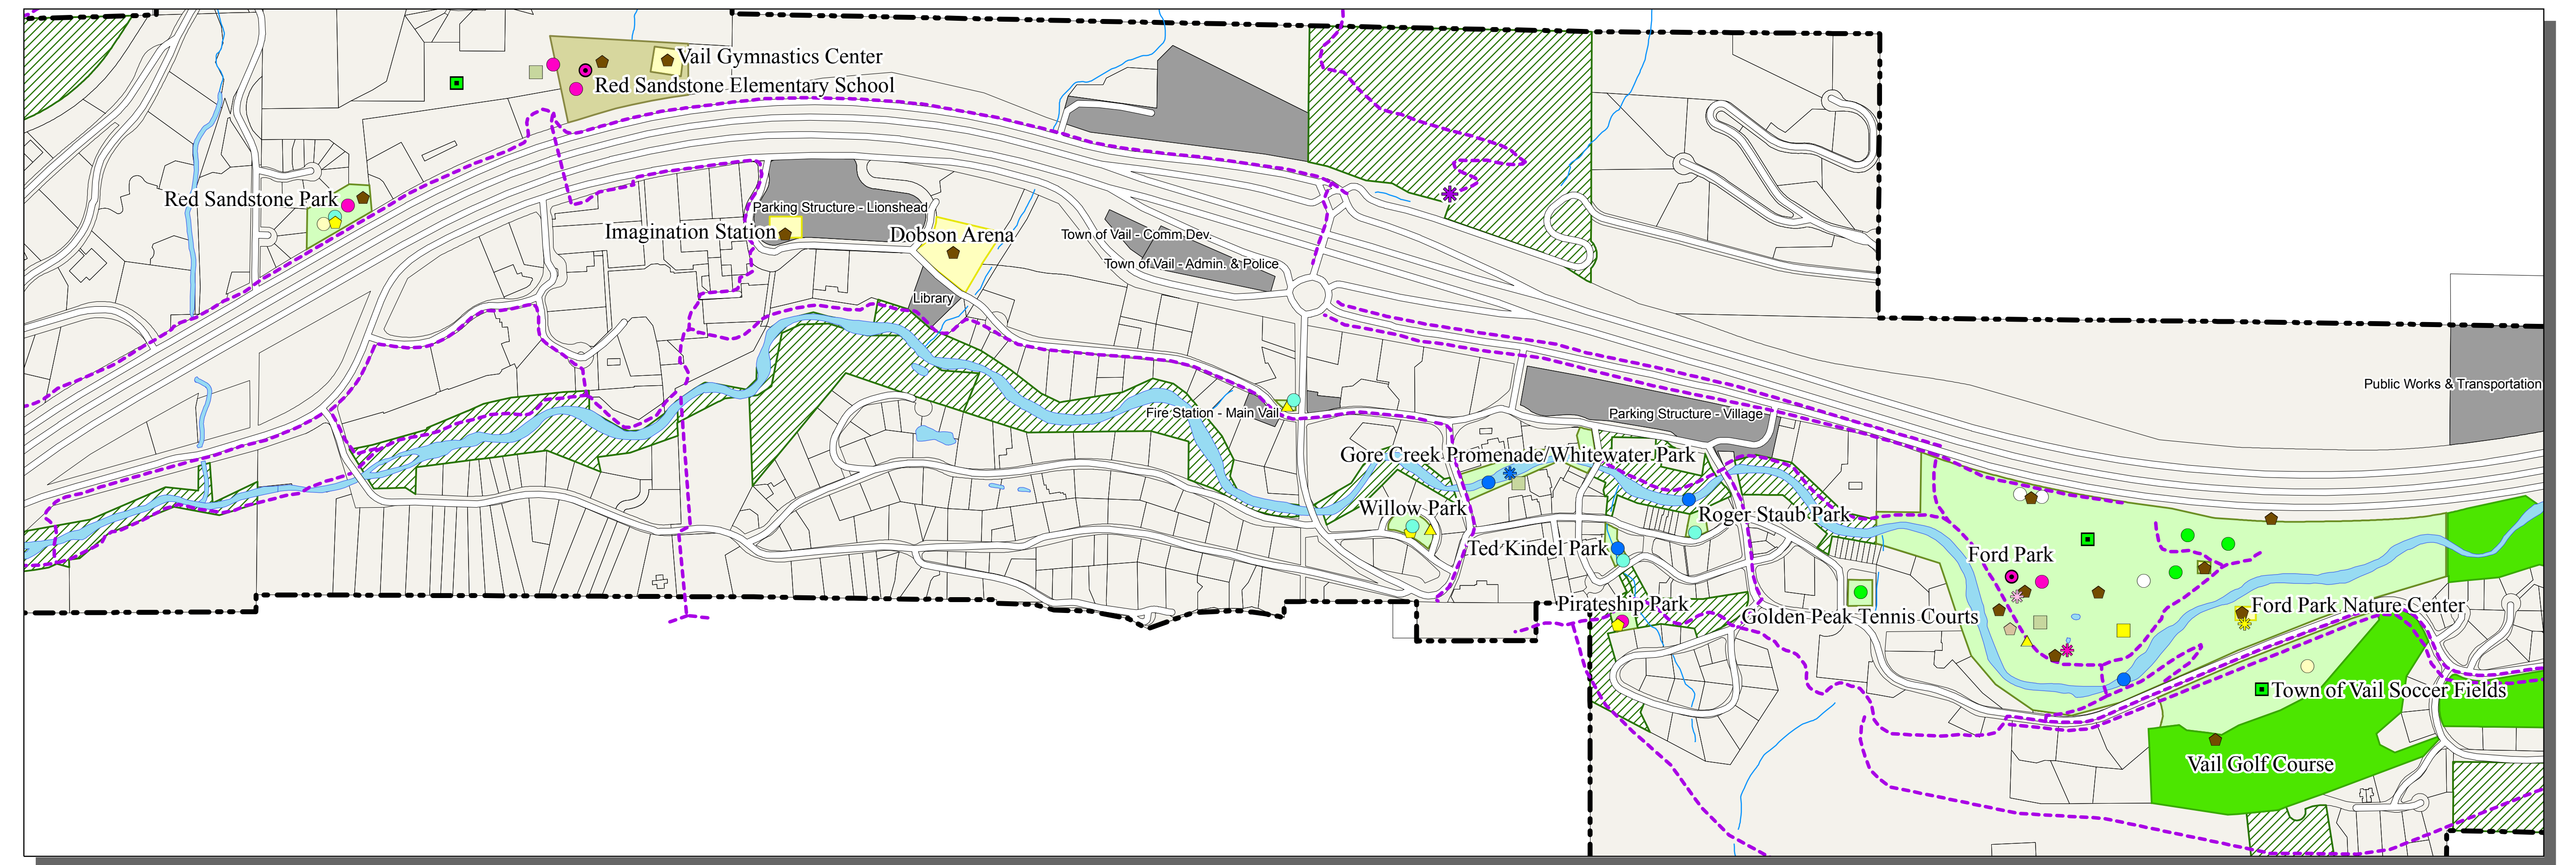 Vail Gymnastics Center
Red Sandstone Elementary School
Red Sandstone Park
Parking Structure - Lionshead
Imagination Station
Dobson Arena
Town of Vail - Comm.Dev.
Town of Vail - Admin. & Police
Library
Public Works & Transportation
Fire Station - Main Vail
Parking Structure - Village
Gore Creek Promenade/Whitewater Park
Willow Park
Roger Staub Park
Ted Kindel Park
Ford Park
Pirateship Park
Golden Peak Tennis Courts
Ford Park Nature Center
Town of Vail Soccer Fields
Vail Golf Course